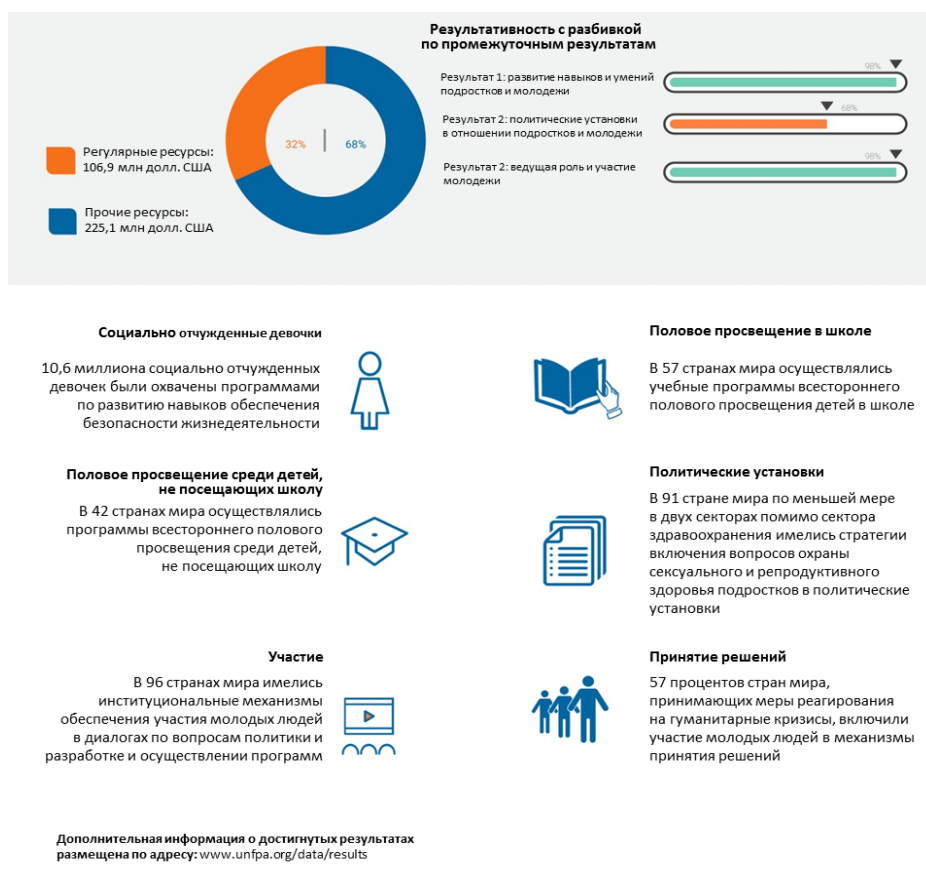 Результативность с разбивкой
по промежуточным результатам
32%
68%
Регулярные ресурсы:
106,9 млн долл. США
Прочие ресурсы:
225,1 млн долл. США
98%
Результат 1: развитие навыков и умений
подростков и молодежи
68%
Результат 2: политические установки
в отношении подростков и молодежи
98%
Результат 2: ведущая роль и участие
молодежи
Социально отчужденные девочки
10,6 миллиона социально отчужденных
девочек были охвачены программами
по развитию навыков обеспечения
безопасности жизнедеятельности
Половое просвещение в школе
В 57 странах мира осуществлялись
учебные программы всестороннего
полового просвещения детей в школе
Половое просвещение среди детей,
не посещающих школу
В 42 странах мира осуществлялись
программы всестороннего полового
просвещения среди детей,
не посещающих школу
Политические установки
В 91 стране мира по меньшей мере
в двух секторах помимо сектора
здравоохранения имелись стратегии
включения вопросов охраны
сексуального и репродуктивного
здоровья подростков в политические
установки
Участие
В 96 странах мира имелись
институциональные механизмы
обеспечения участия молодых людей
в диалогах по вопросам политики и
разработке и осуществлении программ
Принятие решений
57 процентов стран мира,
принимающих меры реагирования
на гуманитарные кризисы, включили
участие молодых людей в механизмы
принятия решений
Дополнительная информация о достигнутых результатах
размещена по адресу: www.unfpa.org/data/results